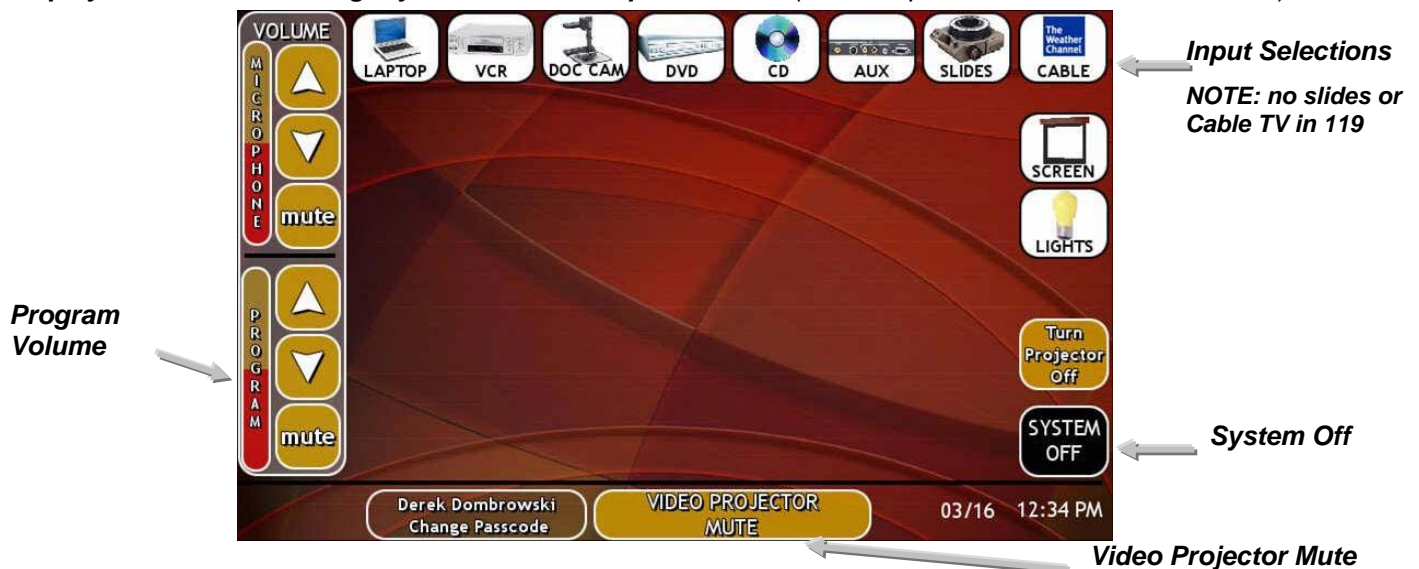 VOLUME
MICROPHONE
mute
PROGRAM
mute
LAPTOP
VCR
DOC CAM
DVD
CD
AUX
SLIDES
The
Weather
Channel
CABLE
SCREEN
LIGHTS
Turn
Projector
Off
SYSTEM
OFF
Derek Dombrowski
Change Passcode
VIDEO PROJECTOR
MUTE
03/16 12:34 PM
Input Selections
NOTE: no slides or
Cable TV in 119
Program
Volume
System Off
Video Projector Mute